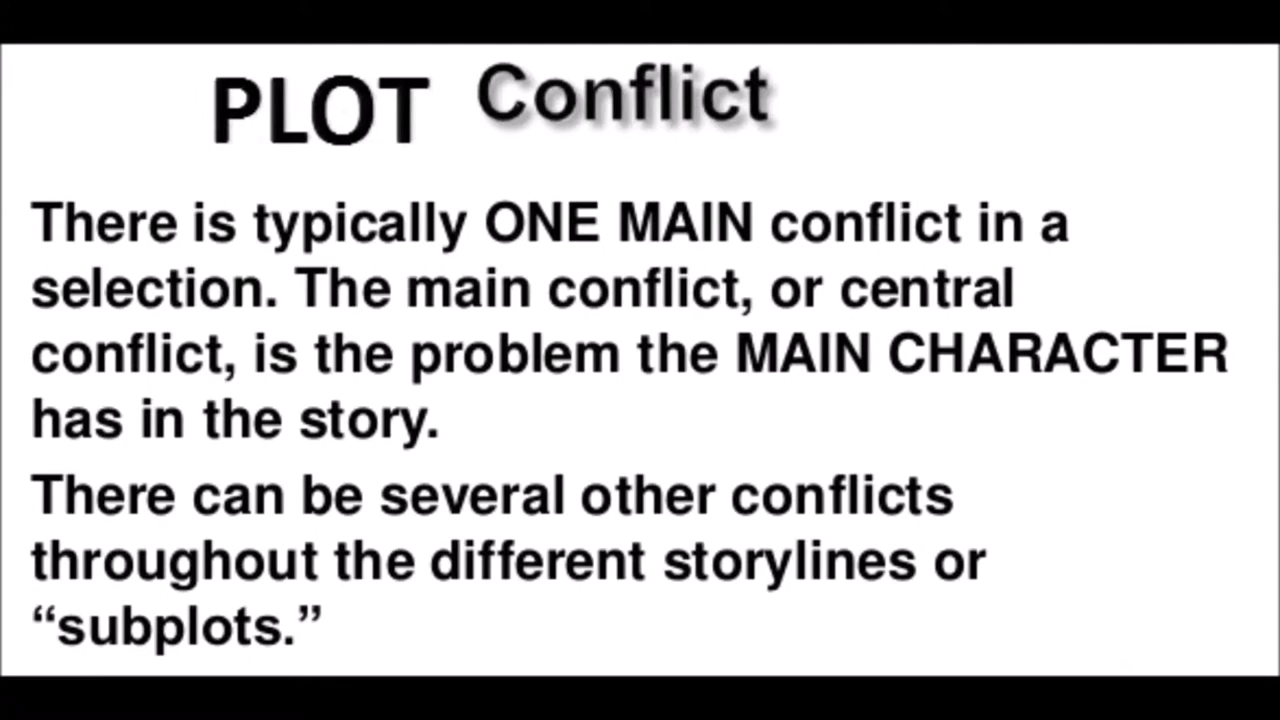 PLOT Conflict
There is typically ONE MAIN conflict in a
selection. The main conflict, or central
conflict, is the problem the MAIN CHARACTER
has in the story.
There can be several other conflicts
throughout the different storylines or
“subplots.”